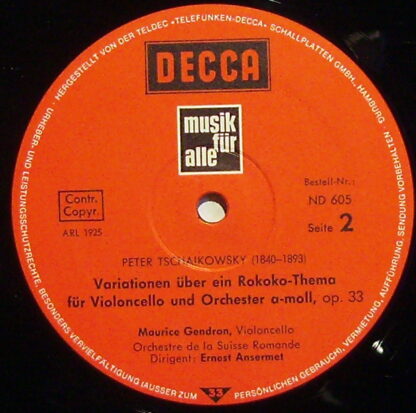 HERGESTELLT VON DER TELDEC »TELEFUNKEN-DECCA« SCHALLPLATTEN GMBH., HAMBURG · URHEBER- UND LEISTUNGSSCHUTZRECHTE, BESONDERS VERVIELFÄLTIGUNG (AUSSER ZUM PERSÖNLICHEN GEBRAUCH), VERMIETUNG, AUFFÜHRUNG, SENDUNG VORBEHALTEN
DECCA
musik
für
alle
Contr.
Copyr.
ARL 1925
Bestell-Nr.:
ND 605
Seite 2
PETER TSCHAIKOWSKY (1840–1893)
Variationen über ein Rokoko-Thema
für Violoncello und Orchester a-moll, op. 33
Maurice Gendron, Violoncello
Orchestre de la Suisse Romande
Dirigent: Ernest Ansermet
33